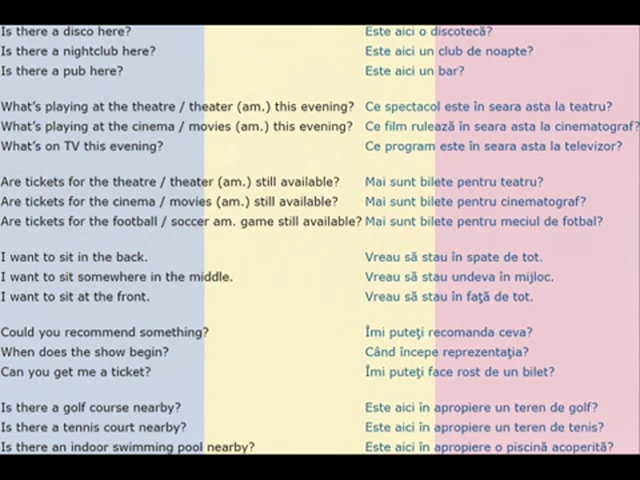 Is there a disco here? Este aici o discotecă?
Is there a nightclub here? Este aici un club de noapte?
Is there a pub here? Este aici un bar?
What's playing at the theatre / theater (am.) this evening? Ce spectacol este în seara asta la teatru?
What's playing at the cinema / movies (am.) this evening? Ce film rulează în seara asta la cinematograf?
What's on TV this evening? Ce program este în seara asta la televizor?
Are tickets for the theatre / theater (am.) still available? Mai sunt bilete pentru teatru?
Are tickets for the cinema / movies (am.) still available? Mai sunt bilete pentru cinematograf?
Are tickets for the football / soccer am. game still available? Mai sunt bilete pentru meciul de fotbal?
I want to sit in the back. Vreau să stau în spate de tot.
I want to sit somewhere in the middle. Vreau să stau undeva în mijloc.
I want to sit at the front. Vreau să stau în faţă de tot.
Could you recommend something? Îmi puteţi recomanda ceva?
When does the show begin? Când începe reprezentaţia?
Can you get me a ticket? Îmi puteţi face rost de un bilet?
Is there a golf course nearby? Este aici în apropiere un teren de golf?
Is there a tennis court nearby? Este aici în apropiere un teren de tenis?
Is there an indoor swimming pool nearby? Este aici în apropiere o piscină acoperită?